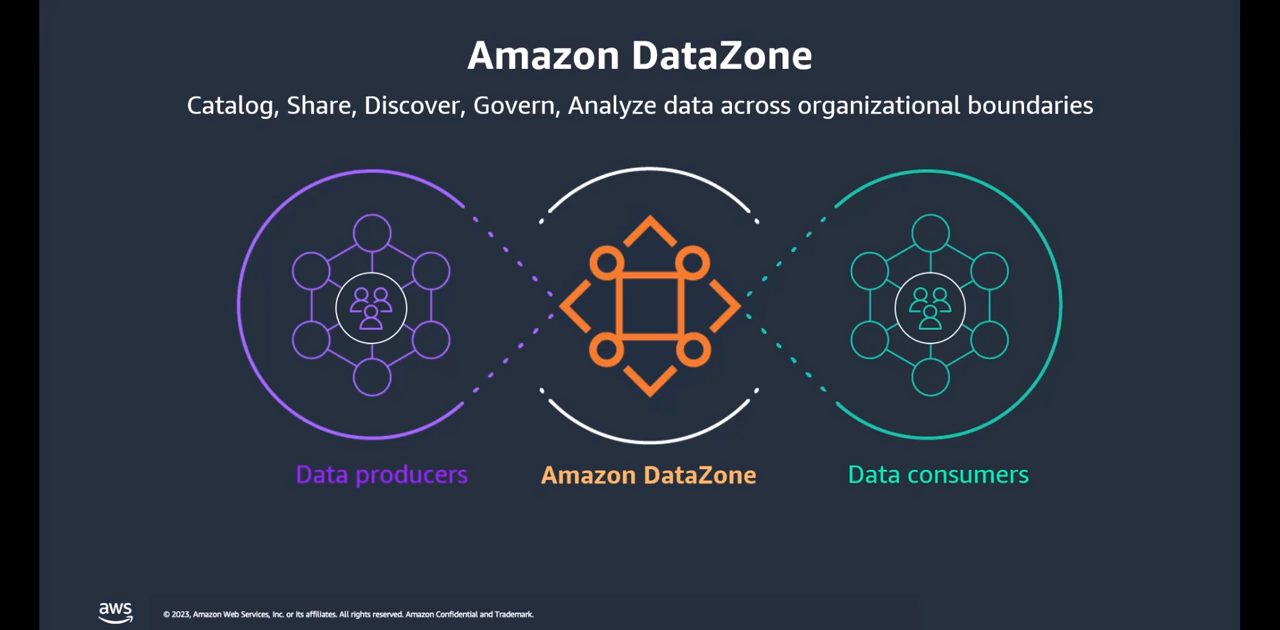 Amazon DataZone
Catalog, Share, Discover, Govern, Analyze data across organizational boundaries
Data producers
Amazon DataZone
Data consumers
aws
© 2023, Amazon Web Services, Inc. or its affiliates. All rights reserved. Amazon Confidential and Trademark.